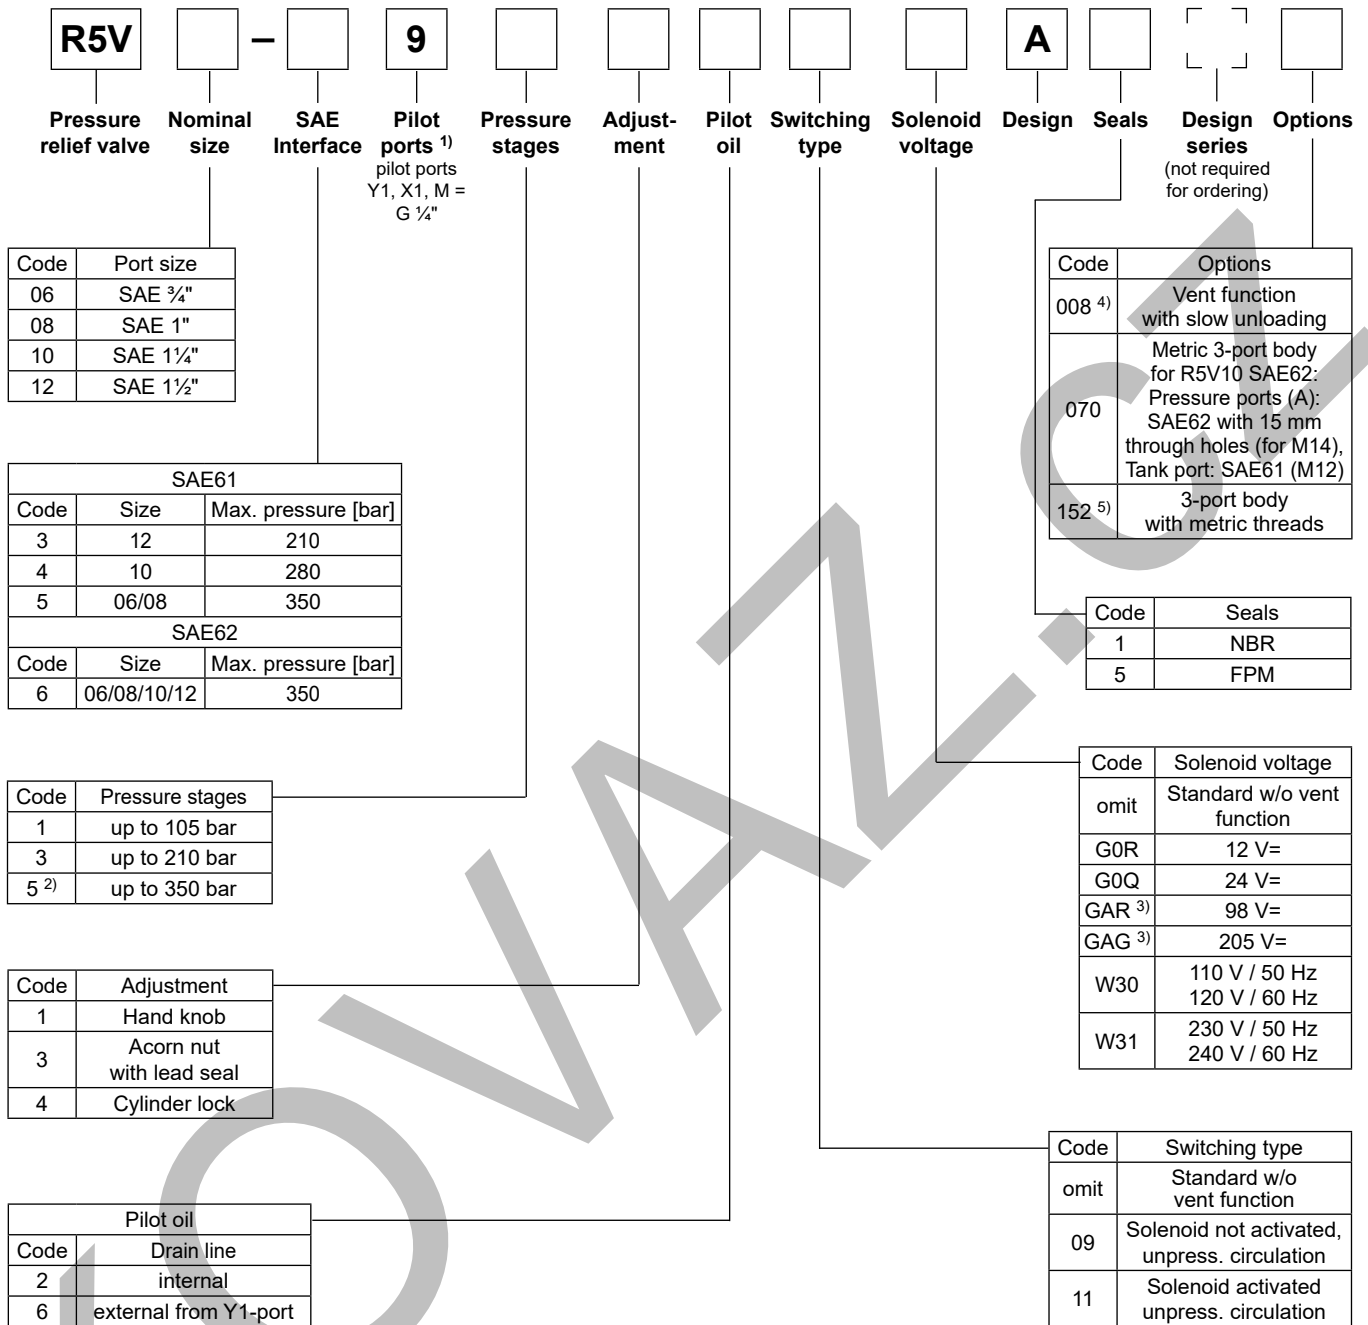 R5V – 9 A
Pressure relief valve
Nominal size
SAE Interface
Pilot ports 1)
pilot ports
Y1, X1, M =
G ¼"
Pressure stages
Adjust-
ment
Pilot oil
Switching type
Solenoid voltage
Design
Seals
Design series
(not required
for ordering)
Options
Code Port size
06 SAE ¾"
08 SAE 1"
10 SAE 1¼"
12 SAE 1½"
SAE61
Code Size Max. pressure [bar]
3 12 210
4 10 280
5 06/08 350
SAE62
Code Size Max. pressure [bar]
6 06/08/10/12 350
Code Pressure stages
1 up to 105 bar
3 up to 210 bar
5 2) up to 350 bar
Code Adjustment
1 Hand knob
3 Acorn nut
with lead seal
4 Cylinder lock
Pilot oil
Code Drain line
2 internal
6 external from Y1-port
Code Options
008 4) Vent function
with slow unloading
070 Metric 3-port body
for R5V10 SAE62:
Pressure ports (A):
SAE62 with 15 mm
through holes (for M14),
Tank port: SAE61 (M12)
152 5) 3-port body
with metric threads
Code Seals
1 NBR
5 FPM
Code Solenoid voltage
omit Standard w/o vent
function
G0R 12 V=
G0Q 24 V=
GAR 3) 98 V=
GAG 3) 205 V=
W30 110 V / 50 Hz
120 V / 60 Hz
W31 230 V / 50 Hz
240 V / 60 Hz
Code Switching type
omit Standard w/o
vent function
09 Solenoid not activated,
unpress. circulation
11 Solenoid activated
unpress. circulation
OVAZ.cz